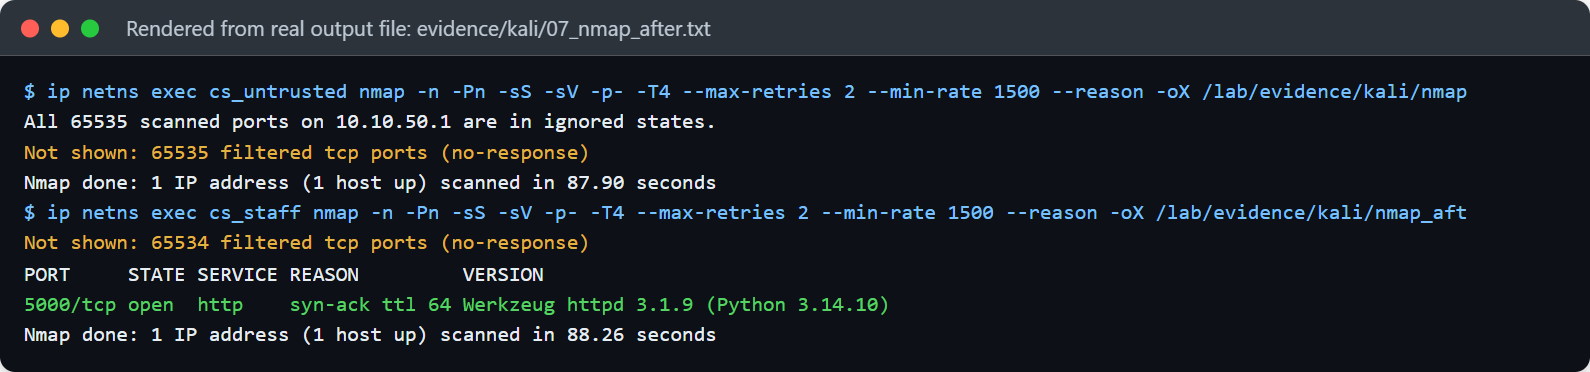 Rendered from real output file: evidence/kali/07_nmap_after.txt
$ ip netns exec cs_untrusted nmap -n -Pn -sS -sV -p- -T4 --max-retries 2 --min-rate 1500 --reason -oX /lab/evidence/kali/nmap
All 65535 scanned ports on 10.10.50.1 are in ignored states.
Not shown: 65535 filtered tcp ports (no-response)
Nmap done: 1 IP address (1 host up) scanned in 87.90 seconds
$ ip netns exec cs_staff nmap -n -Pn -sS -sV -p- -T4 --max-retries 2 --min-rate 1500 --reason -oX /lab/evidence/kali/nmap_aft
Not shown: 65534 filtered tcp ports (no-response)
PORT     STATE SERVICE REASON         VERSION
5000/tcp open  http    syn-ack ttl 64 Werkzeug httpd 3.1.9 (Python 3.14.10)
Nmap done: 1 IP address (1 host up) scanned in 88.26 seconds